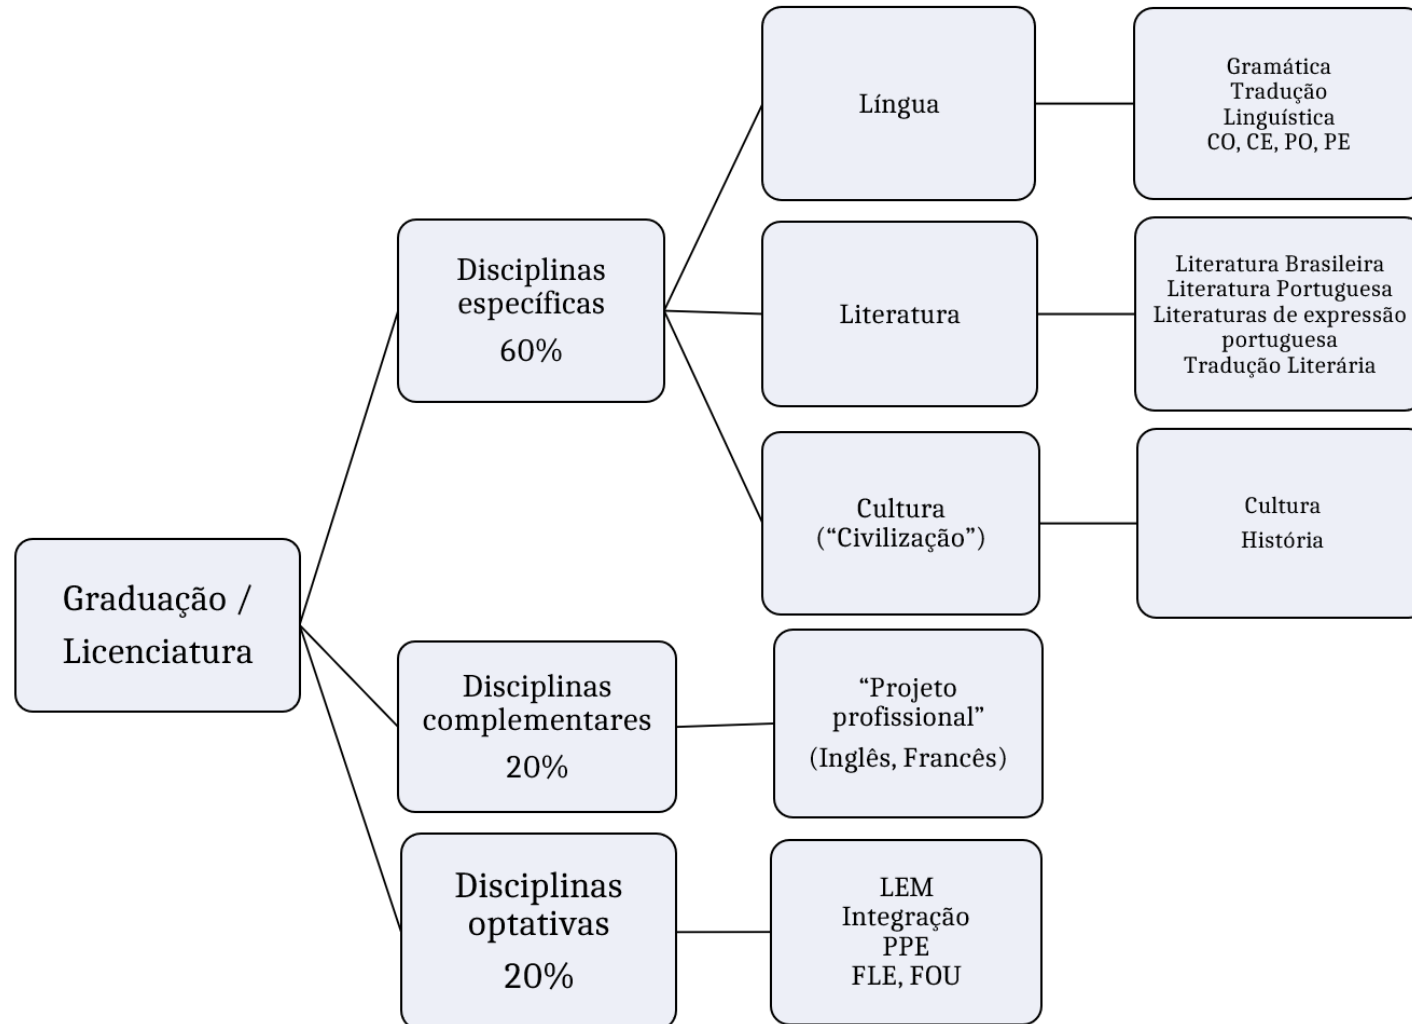 Graduação /
Licenciatura
Disciplinas
específicas
60%
Língua
Gramática
Tradução
Linguística
CO, CE, PO, PE
Literatura
Literatura Brasileira
Literatura Portuguesa
Literaturas de expressão
portuguesa
Tradução Literária
Cultura
(“Civilização”)
Cultura
História
Disciplinas
complementares
20%
“Projeto
profissional”
(Inglês, Francês)
Disciplinas
optativas
20%
LEM
Integração
PPE
FLE, FOU